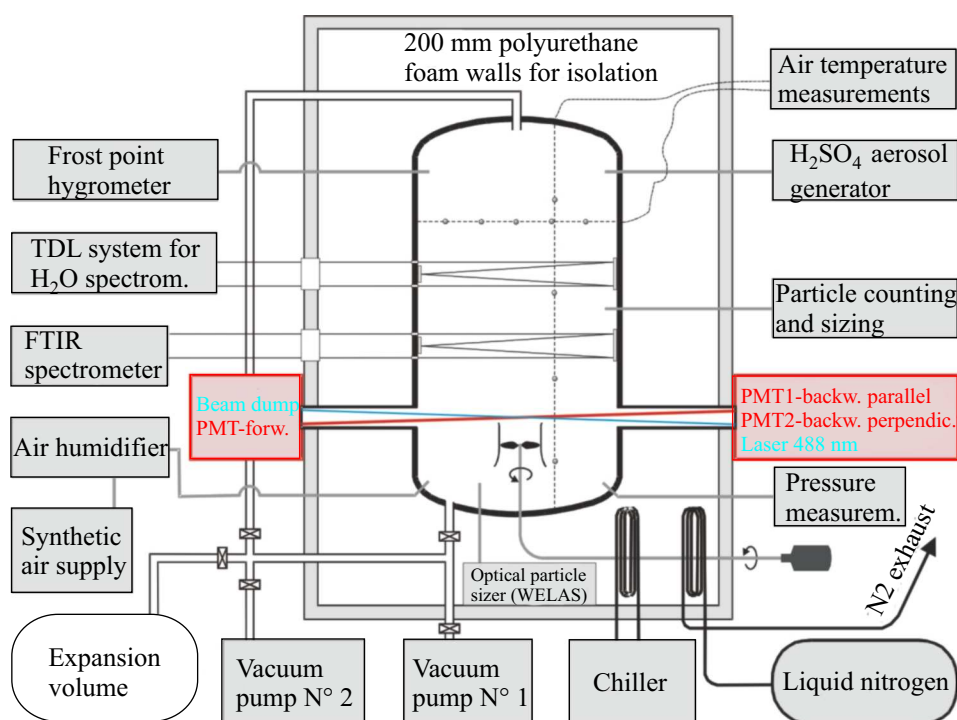 200 mm polyurethane
foam walls for isolation
Air temperature
measurements
Frost point
hygrometer
H₂SO₄ aerosol
generator
TDL system for
H₂O spectrom.
Particle counting
and sizing
FTIR
spectrometer
Beam dump
PMT-forw.
PMT1-backw. parallel
PMT2-backw. perpendic.
Laser 488 nm
Air humidifier
Pressure
measurem.
Synthetic
air supply
Optical particle
sizer (WELAS)
N2 exhaust
Expansion
volume
Vacuum
pump N° 2
Vacuum
pump N° 1
Chiller
Liquid nitrogen